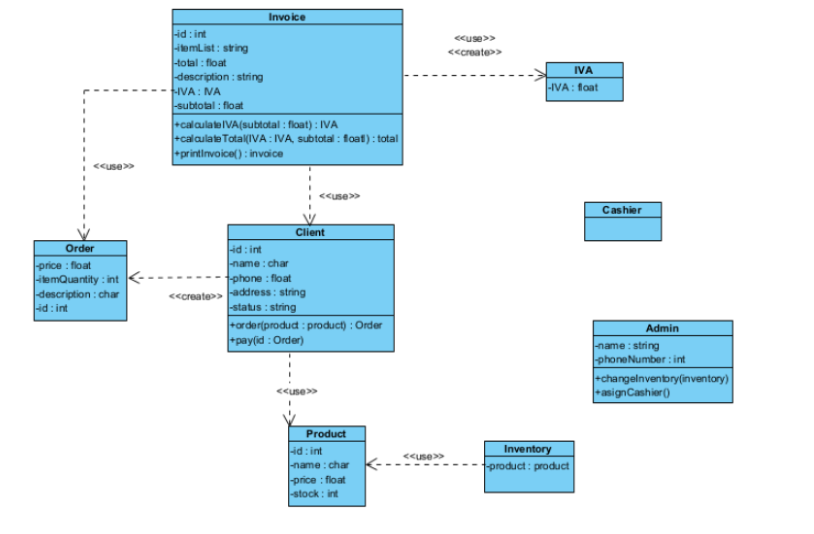 Invoice
-id : int
-itemList : string
-total : float
-description : string
-IVA : IVA
-subtotal : float
+calculateIVA(subtotal : float) : IVA
+calculateTotal(IVA : IVA, subtotal : floatl) : total
+printInvoice() : invoice
<<use>>
<<create>>
IVA
-IVA : float
<<use>>
<<use>>
Cashier
Order
-price : float
-itemQuantity : int
-description : char
-id : int
<<create>>
Client
-id : int
-name : char
-phone : float
-address : string
-status : string
+order(product : product) : Order
+pay(id : Order)
Admin
-name : string
-phoneNumber : int
+changeInventory(inventory)
+asignCashier()
<<use>>
Product
-id : int
-name : char
-price : float
-stock : int
<<use>>
Inventory
-product : product